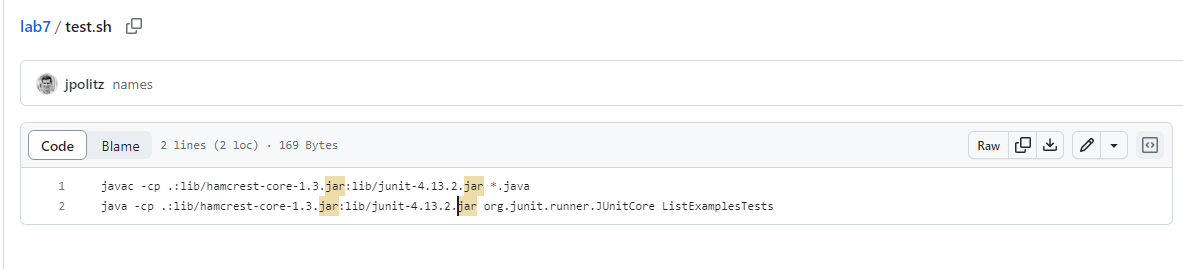 lab7 / test.sh
jpolitz names
Code Blame 2 lines (2 loc) · 169 Bytes Raw
1 javac -cp .:lib/hamcrest-core-1.3.jar:lib/junit-4.13.2.jar *.java
2 java -cp .:lib/hamcrest-core-1.3.jar:lib/junit-4.13.2.jar org.junit.runner.JUnitCore ListExamplesTests